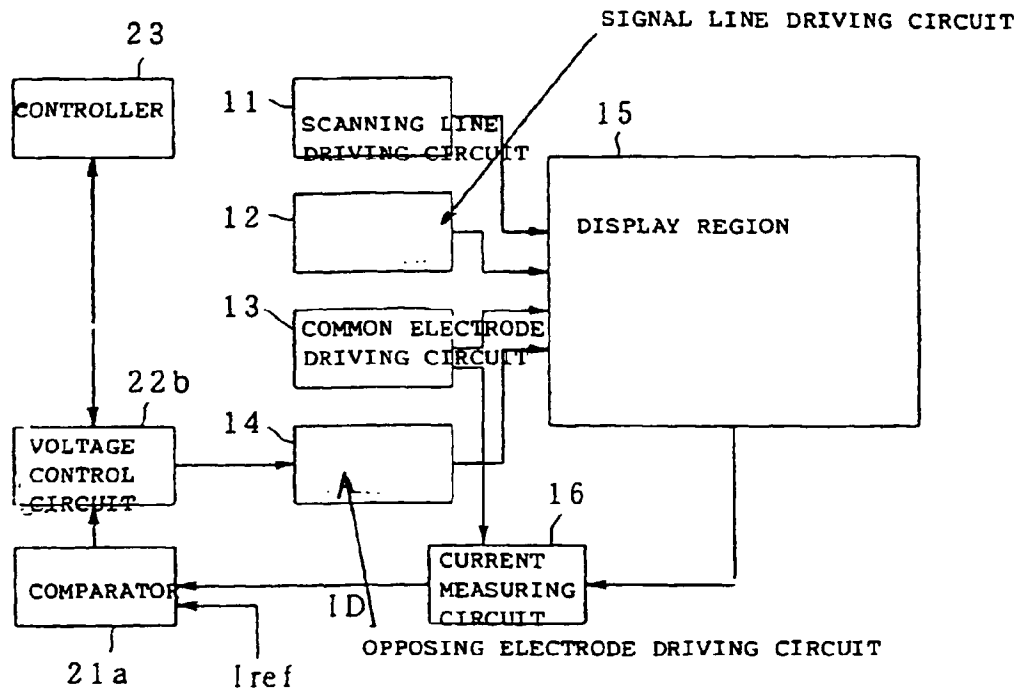 SIGNAL LINE DRIVING CIRCUIT
23
CONTROLLER
11
SCANNING LINE
DRIVING CIRCUIT
15
12
DISPLAY REGION
13
COMMON ELECTRODE
DRIVING CIRCUIT
22b
VOLTAGE
CONTROL
CIRCUIT
14
16
CURRENT
MEASURING
CIRCUIT
COMPARATOR
ID
OPPOSING ELECTRODE DRIVING CIRCUIT
21a
Iref